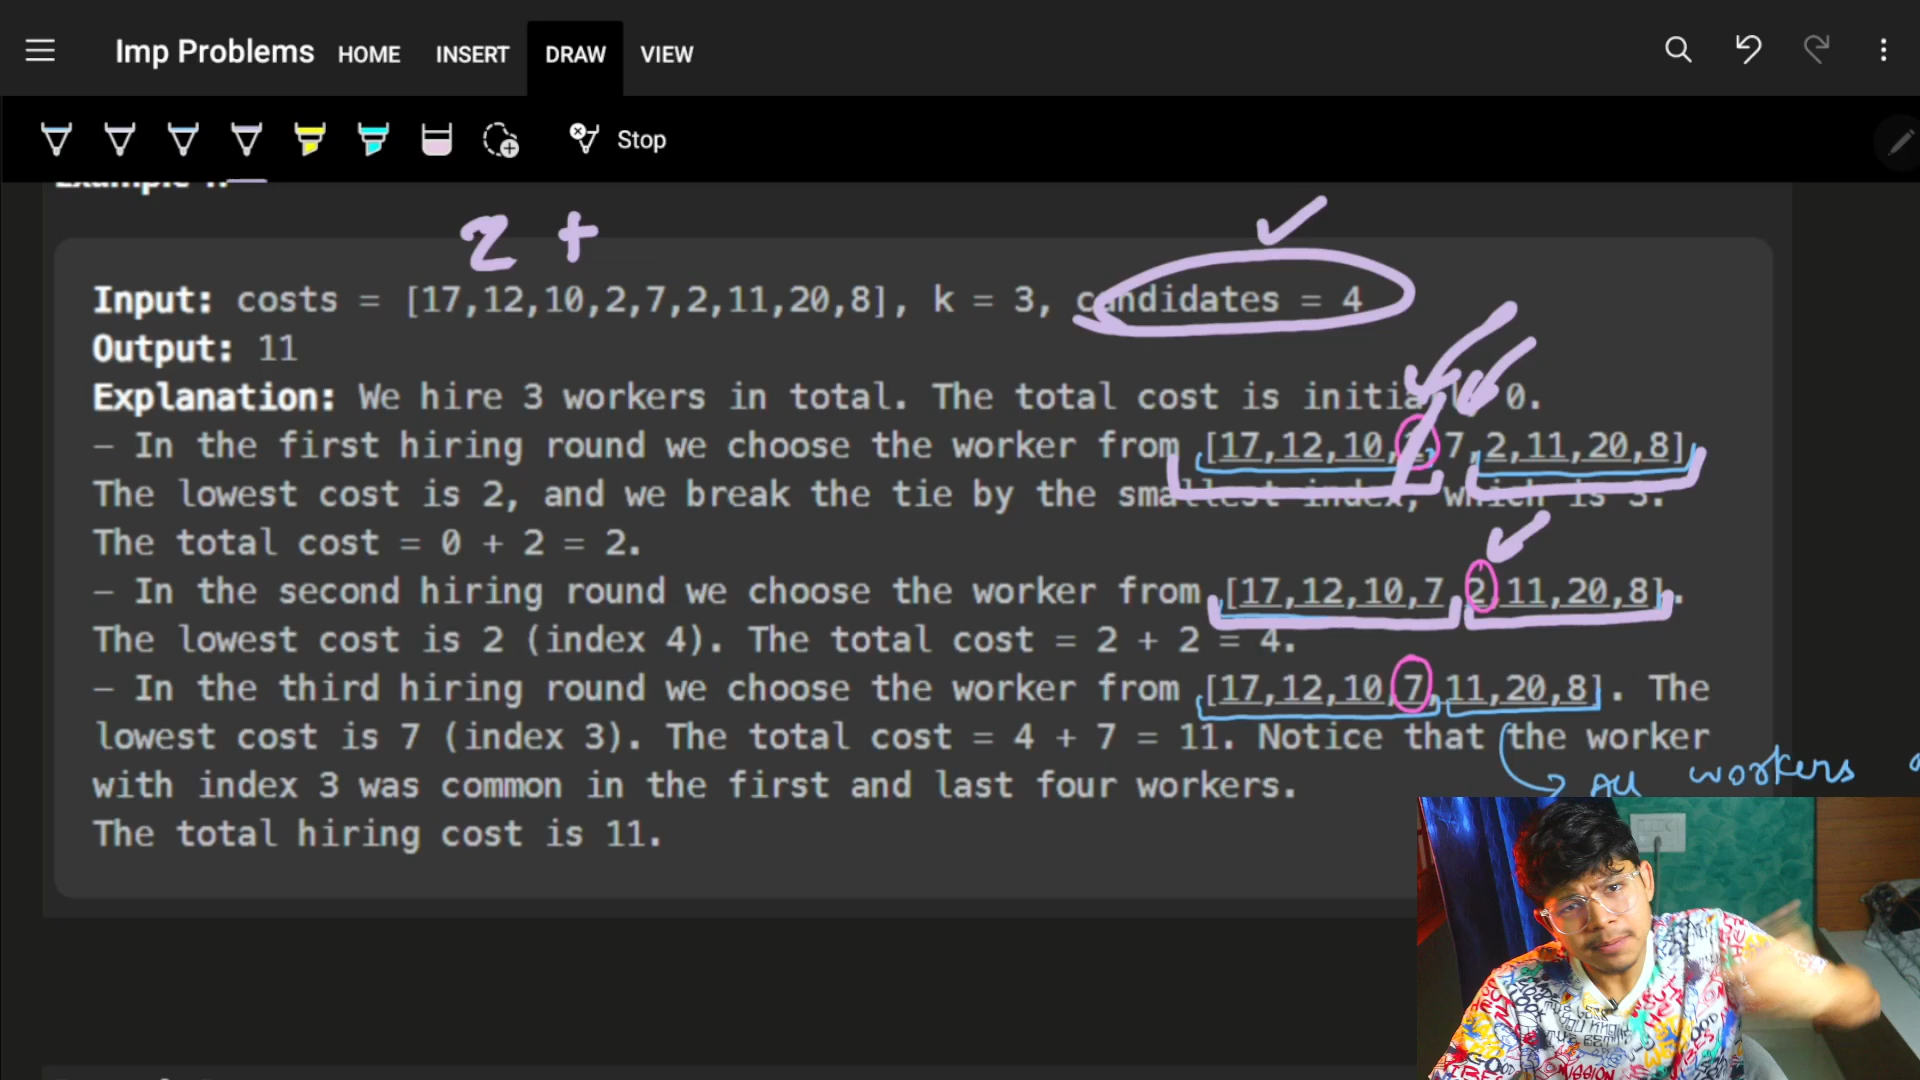 Imp Problems HOME INSERT DRAW VIEW
Stop
2 +
Input: costs = [17,12,10,2,7,2,11,20,8], k = 3, candidates = 4
Output: 11
Explanation: We hire 3 workers in total. The total cost is 0.
– In the first hiring round we choose the worker from [17,12,10,2,7,2,11,20,8].
The lowest cost is 2, and we break the tie by the smallest index, which is 3.
The total cost = 0 + 2 = 2.
– In the second hiring round we choose the worker from [17,12,10,7,2,11,20,8].
The lowest cost is 2 (index 4). The total cost = 2 + 2 = 4.
– In the third hiring round we choose the worker from [17,12,10,7,11,20,8]. The
lowest cost is 7 (index 3). The total cost = 4 + 7 = 11. Notice that the worker
with index 3 was common in the first and last four workers.
All workers
The total hiring cost is 11.